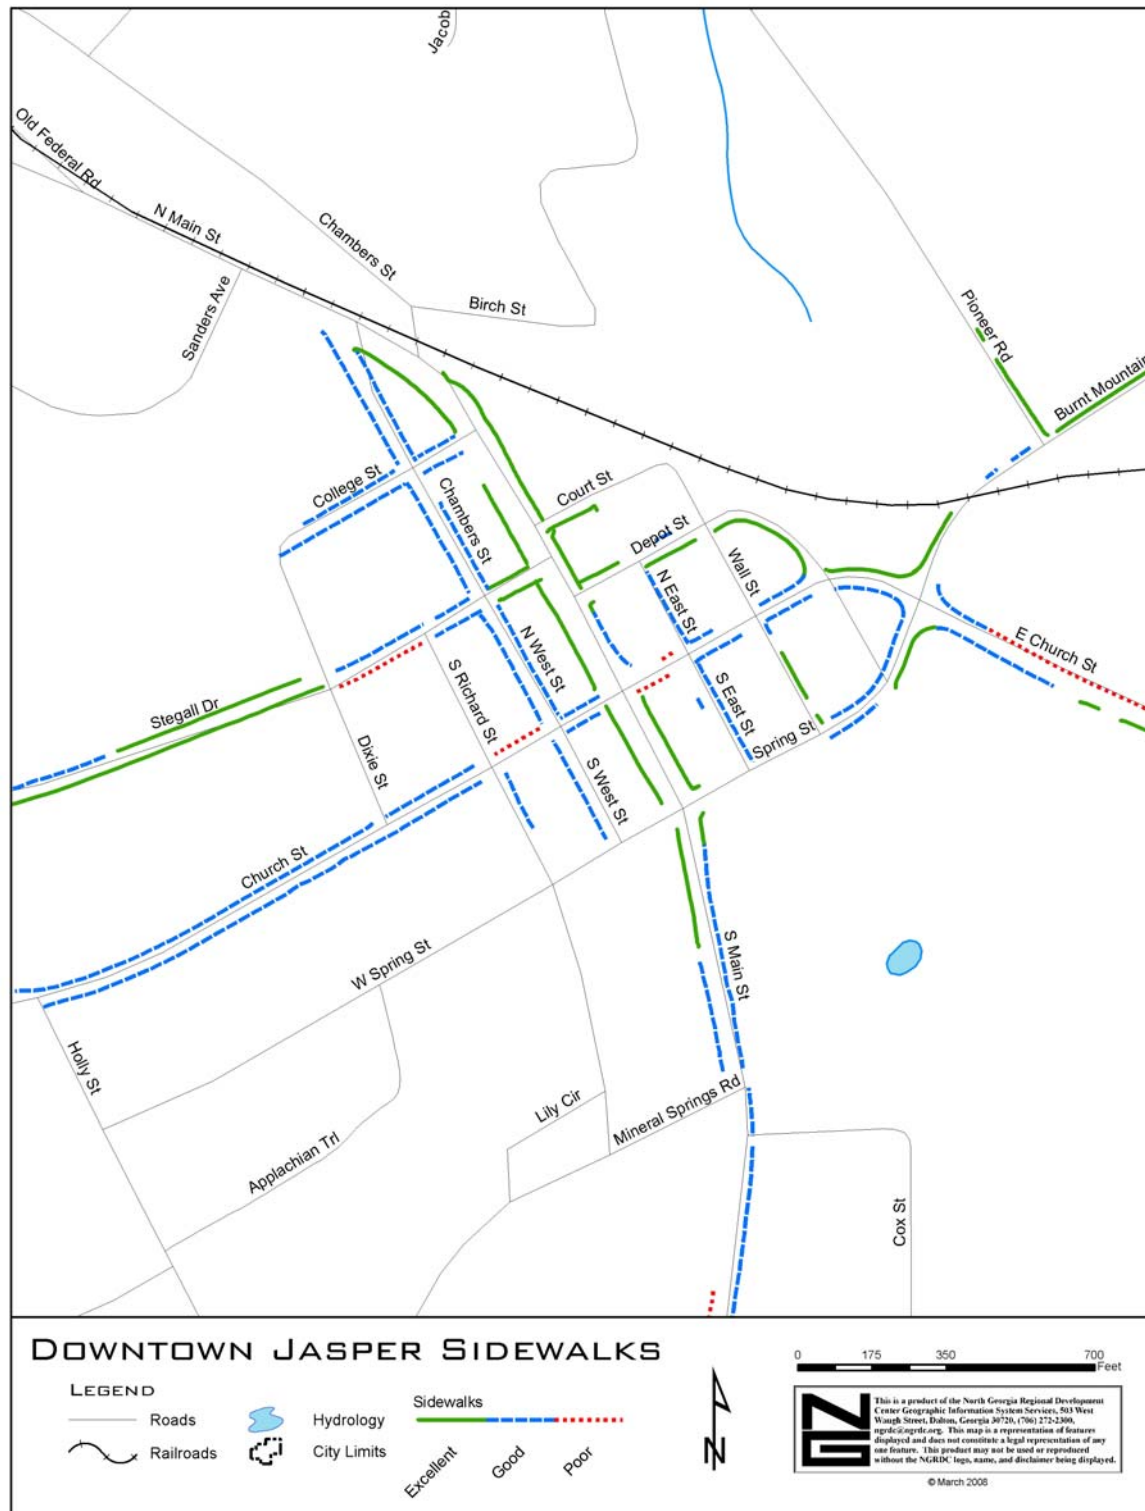 Jacob
Old Federal Rd
N Main St
Chambers St
Birch St
Sanders Ave
Pioneer Rd
Burnt Mountain
College St
Chambers St
Court St
Depot St
Wall St
N East St
N West St
E Church St
S Richard St
S East St
Stegall Dr
Spring St
Dixie St
S West St
Church St
S Main St
W Spring St
Holly St
Lily Cir
Mineral Springs Rd
Applachian Trl
Cox St
DOWNTOWN JASPER SIDEWALKS
LEGEND
Roads
Railroads
Hydrology
City Limits
Sidewalks
Excellent
Good
Poor
N
0 175 350 700
Feet
NG
This is a product of the North Georgia Regional Development
Center Geographic Information System Services, 503 West
Waugh Street, Dalton, Georgia 30720, (706) 272-2300,
ngrdc@ngrdc.org. This map is a representation of features
displayed and does not constitute a legal representation of any
one feature. This product may not be used or reproduced
without the NGRDC logo, name, and disclaimer being displayed.
© March 2008